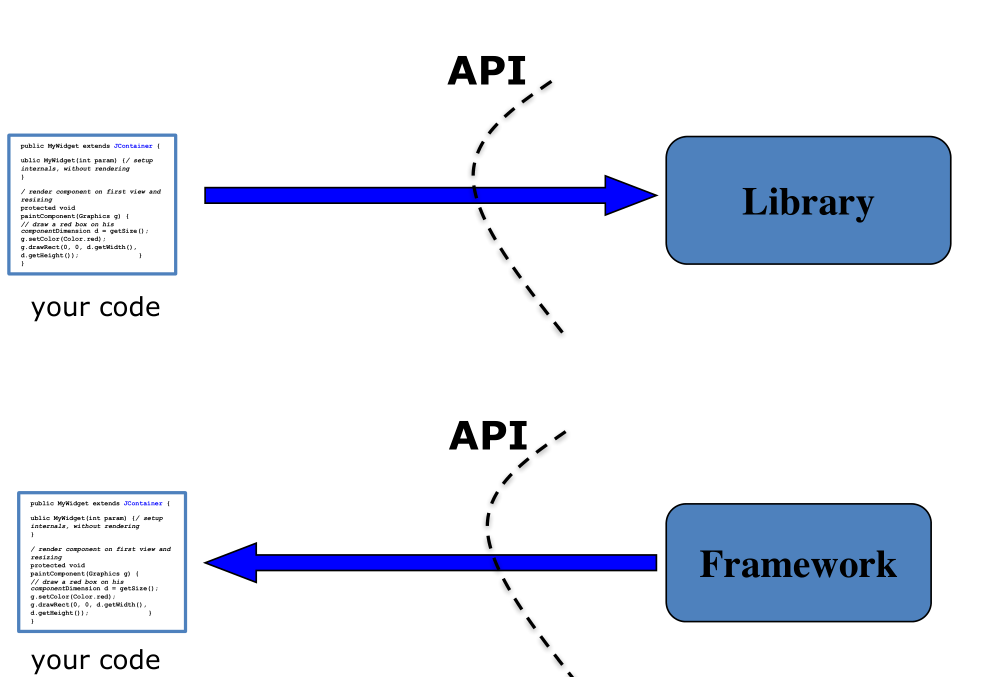 API
public MyWidget extends JContainer {
ublic MyWidget(int param) {/ setup
internals, without rendering
}
/ render component on first view and
resizing
protected void
paintComponent(Graphics g) {
// draw a red box on his
componentDimension d = getSize();
g.setColor(Color.red);
g.drawRect(0, 0, d.getWidth(),
d.getHeight()); }
}
your code
Library
API
public MyWidget extends JContainer {
ublic MyWidget(int param) {/ setup
internals, without rendering
}
/ render component on first view and
resizing
protected void
paintComponent(Graphics g) {
// draw a red box on his
componentDimension d = getSize();
g.setColor(Color.red);
g.drawRect(0, 0, d.getWidth(),
d.getHeight()); }
}
your code
Framework